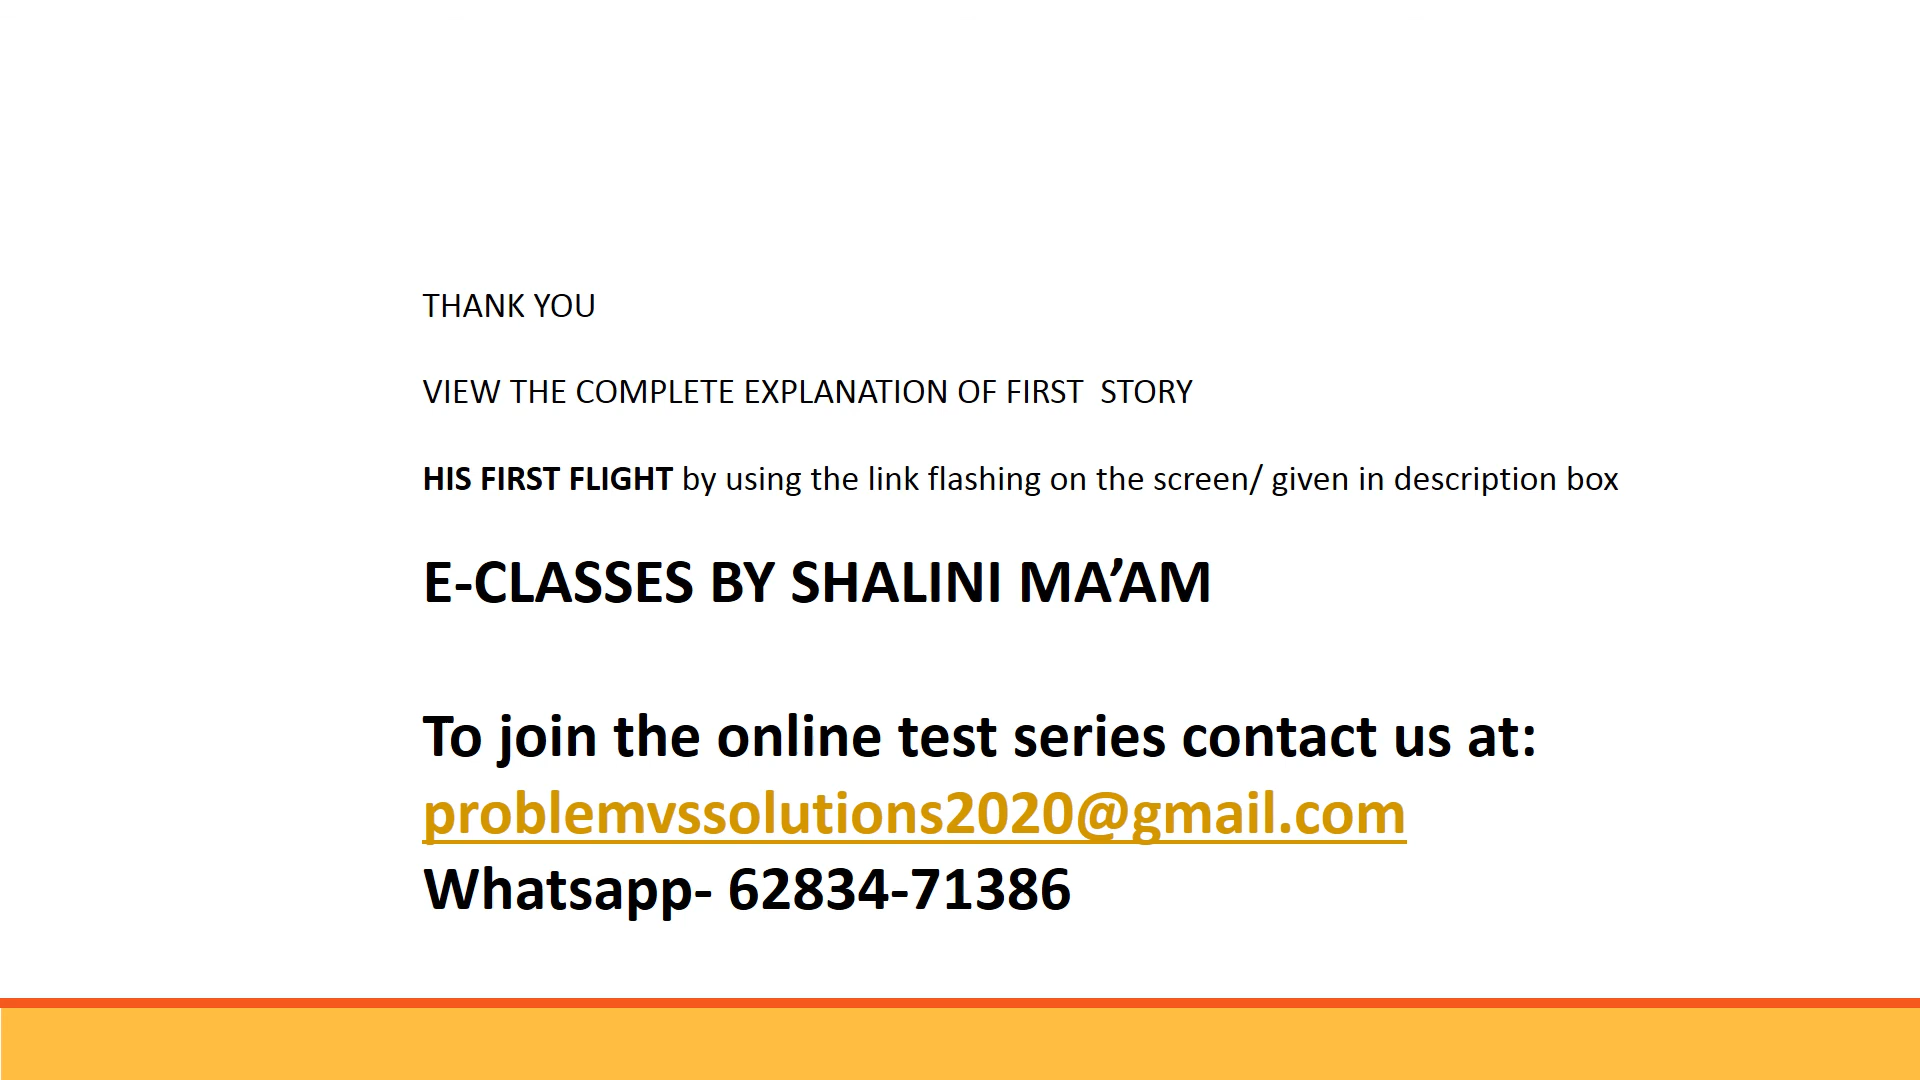 THANK YOU
VIEW THE COMPLETE EXPLANATION OF FIRST  STORY
HIS FIRST FLIGHT by using the link flashing on the screen/ given in description box
E-CLASSES BY SHALINI MA’AM
To join the online test series contact us at:
problemvssolutions2020@gmail.com
Whatsapp- 62834-71386